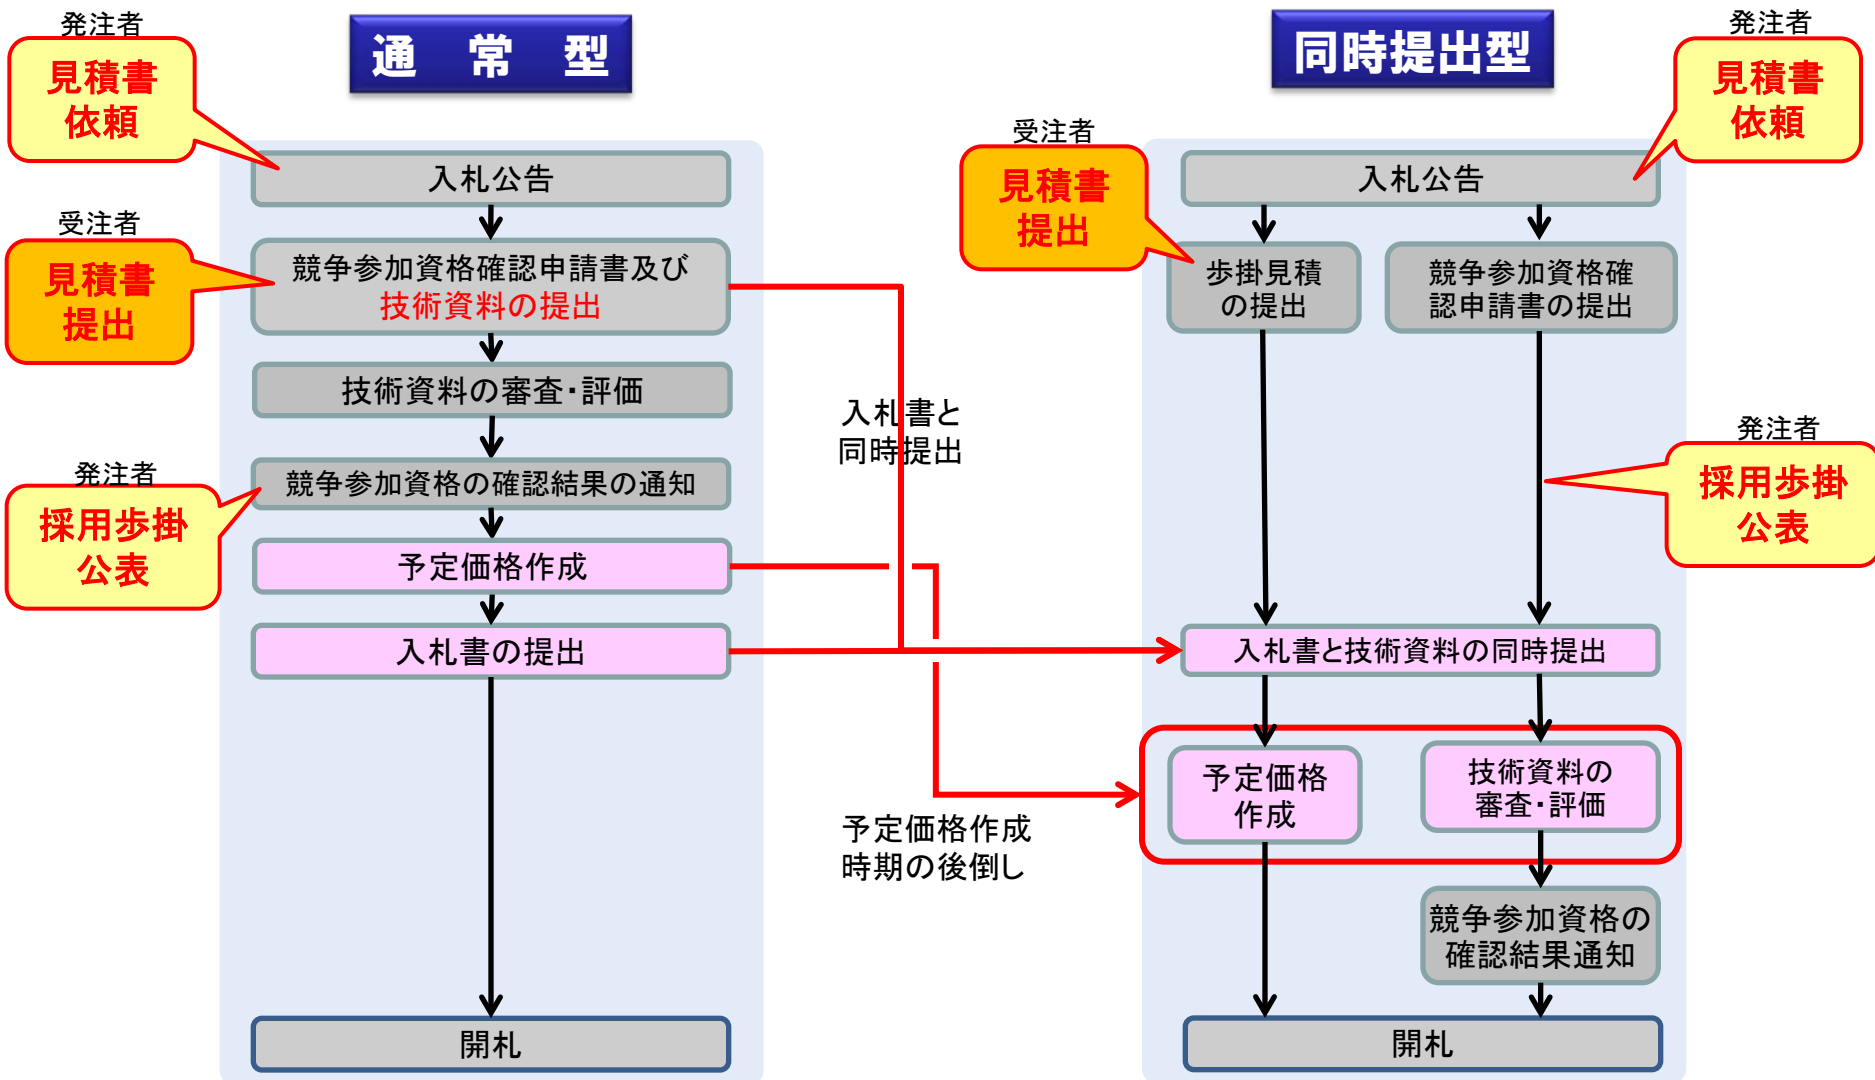 通常型
発注者
見積書
依頼
入札公告
受注者
見積書
提出
競争参加資格確認申請書及び
技術資料の提出
技術資料の審査・評価
発注者
採用歩掛
公表
競争参加資格の確認結果の通知
予定価格作成
入札書の提出
開札
入札書と
同時提出
予定価格作成
時期の後倒し
同時提出型
発注者
見積書
依頼
受注者
見積書
提出
入札公告
歩掛見積
の提出
競争参加資格確
認申請書の提出
発注者
採用歩掛
公表
入札書と技術資料の同時提出
予定価格
作成
技術資料の
審査・評価
競争参加資格の
確認結果通知
開札